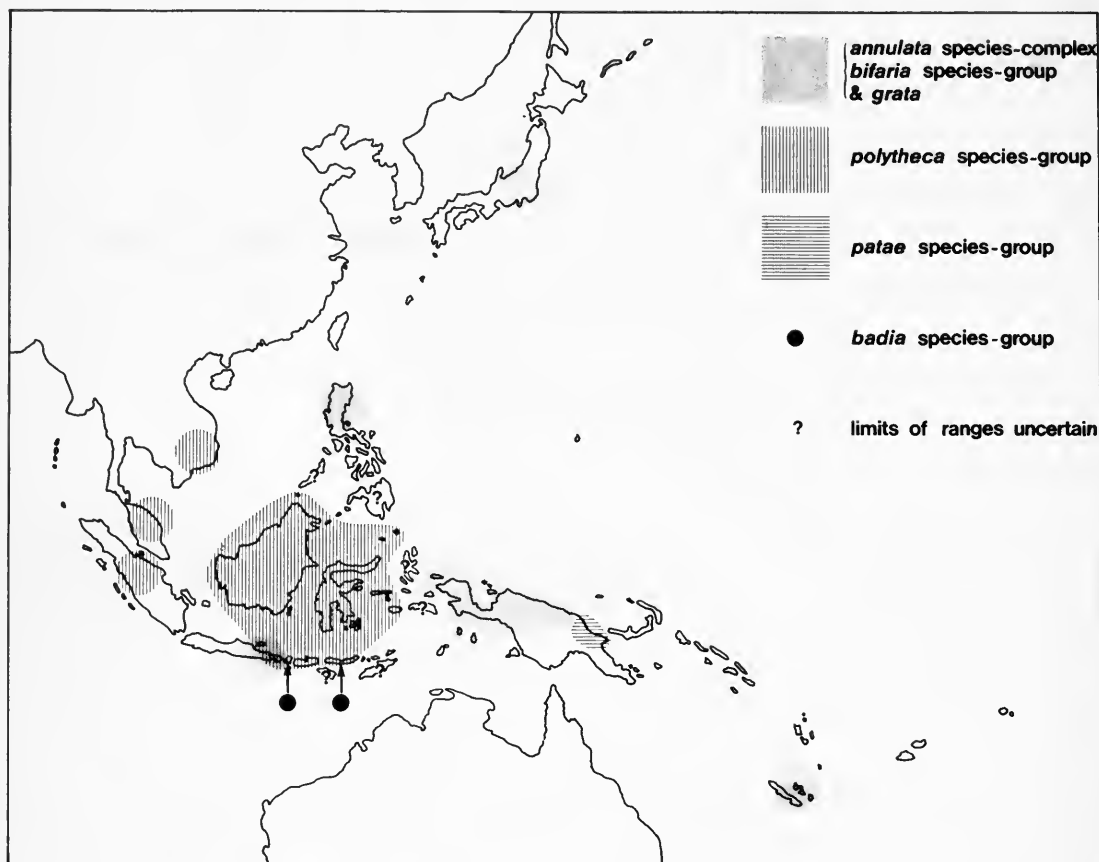 annulata species-complex
bifaria species-group
& grata
polytheca species-group
patae species-group
badia species-group
? limits of ranges uncertain
?
?
?